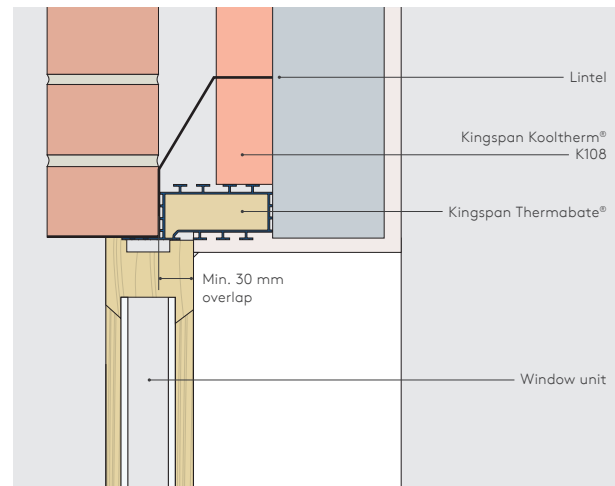 Lintel
Kingspan Kooltherm®
K108
Kingspan Thermabate®
Min. 30 mm
overlap
Window unit